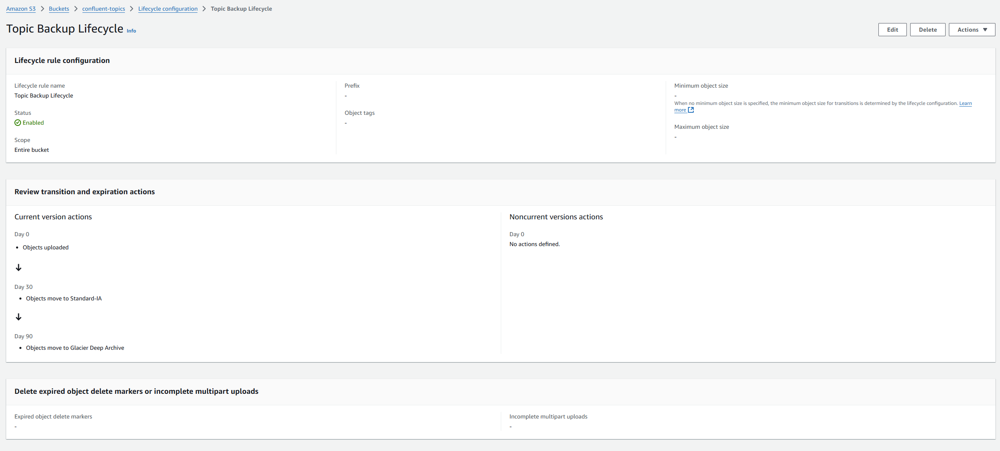 Amazon S3 > Buckets > confluent-topics > Lifecycle configuration > Topic Backup Lifecycle
Topic Backup Lifecycle Info
Edit Delete Actions
Lifecycle rule configuration
Lifecycle rule name
Topic Backup Lifecycle
Status
Enabled
Scope
Entire bucket
Prefix
-
Object tags
-
Minimum object size
-
When no minimum object size is specified, the minimum object size for transitions is determined by the lifecycle configuration. Learn
more
Maximum object size
-
Review transition and expiration actions
Current version actions
Day 0
• Objects uploaded
↓
Day 30
• Objects move to Standard-IA
↓
Day 90
• Objects move to Glacier Deep Archive
Noncurrent versions actions
Day 0
No actions defined.
Delete expired object delete markers or incomplete multipart uploads
Expired object delete markers
-
Incomplete multipart uploads
-